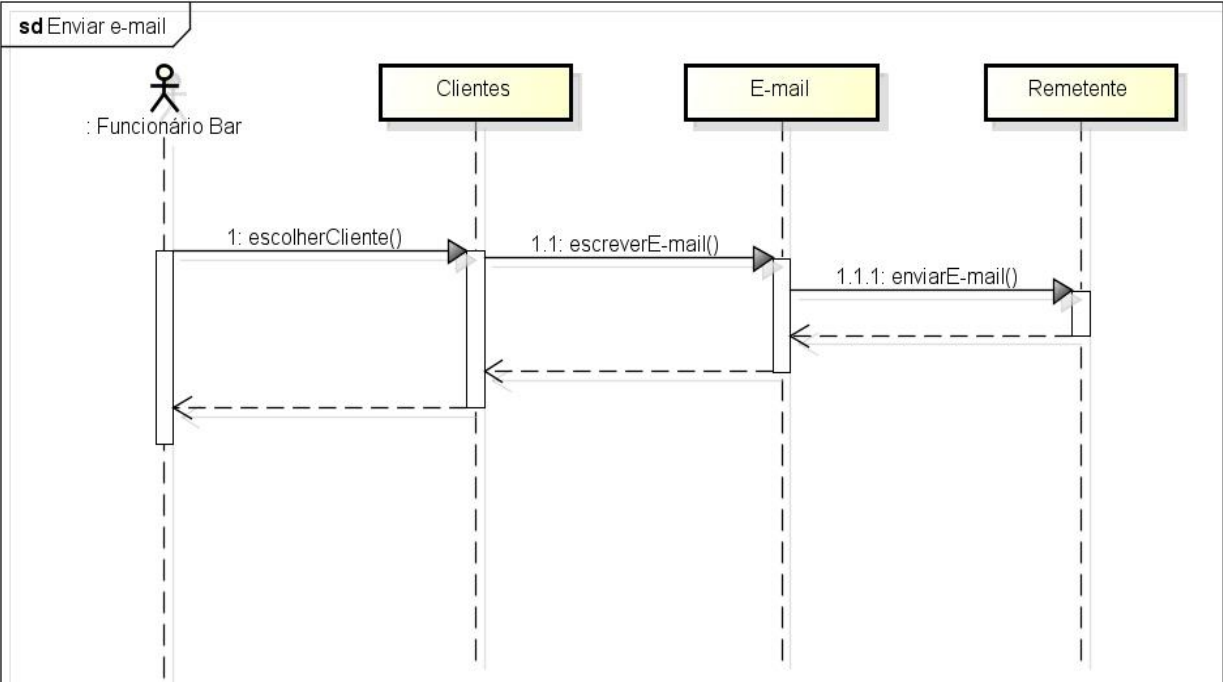 sd Enviar e-mail
: Funcionário Bar
Clientes
E-mail
Remetente
1: escolherCliente()
1.1: escreverE-mail()
1.1.1: enviarE-mail()